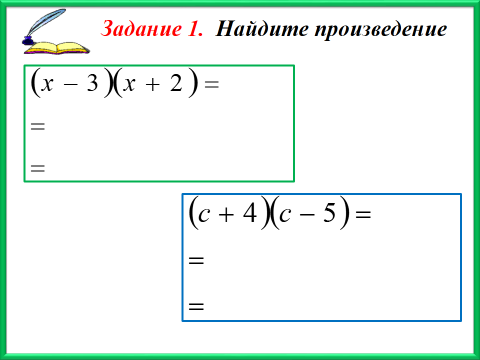 Задание 1. Найдите произведение
(x − 3)(x + 2) =
=
=
(c + 4)(c − 5) =
=
=